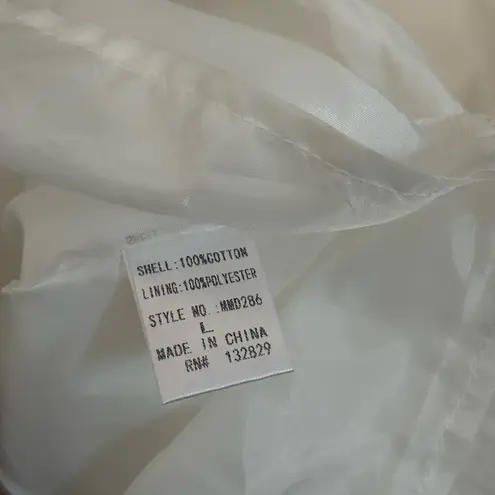 SHELL:100%COTTON
LINING:100%POLYESTER
STYLE NO.:MMD286
L
MADE IN CHINA
RN# 132829